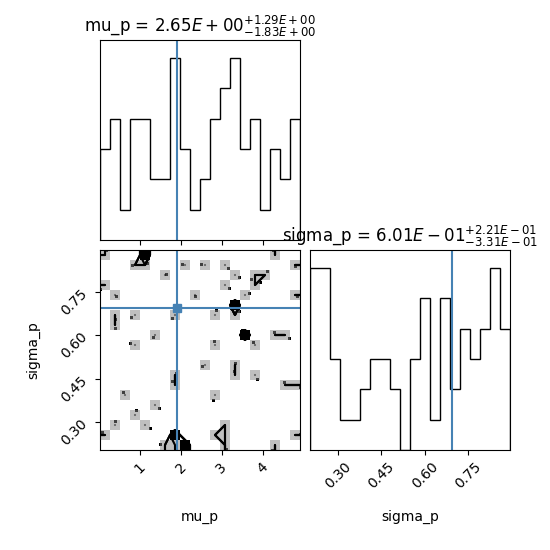 mu_p = 2.65E + 00+1.29E+00 −1.83E+00
sigma_p = 6.01E − 01+2.21E−01 −3.31E−01
0.75
0.60
0.45
0.30
sigma_p
1 2 3 4
0.30 0.45 0.60 0.75
mu_p
sigma_p